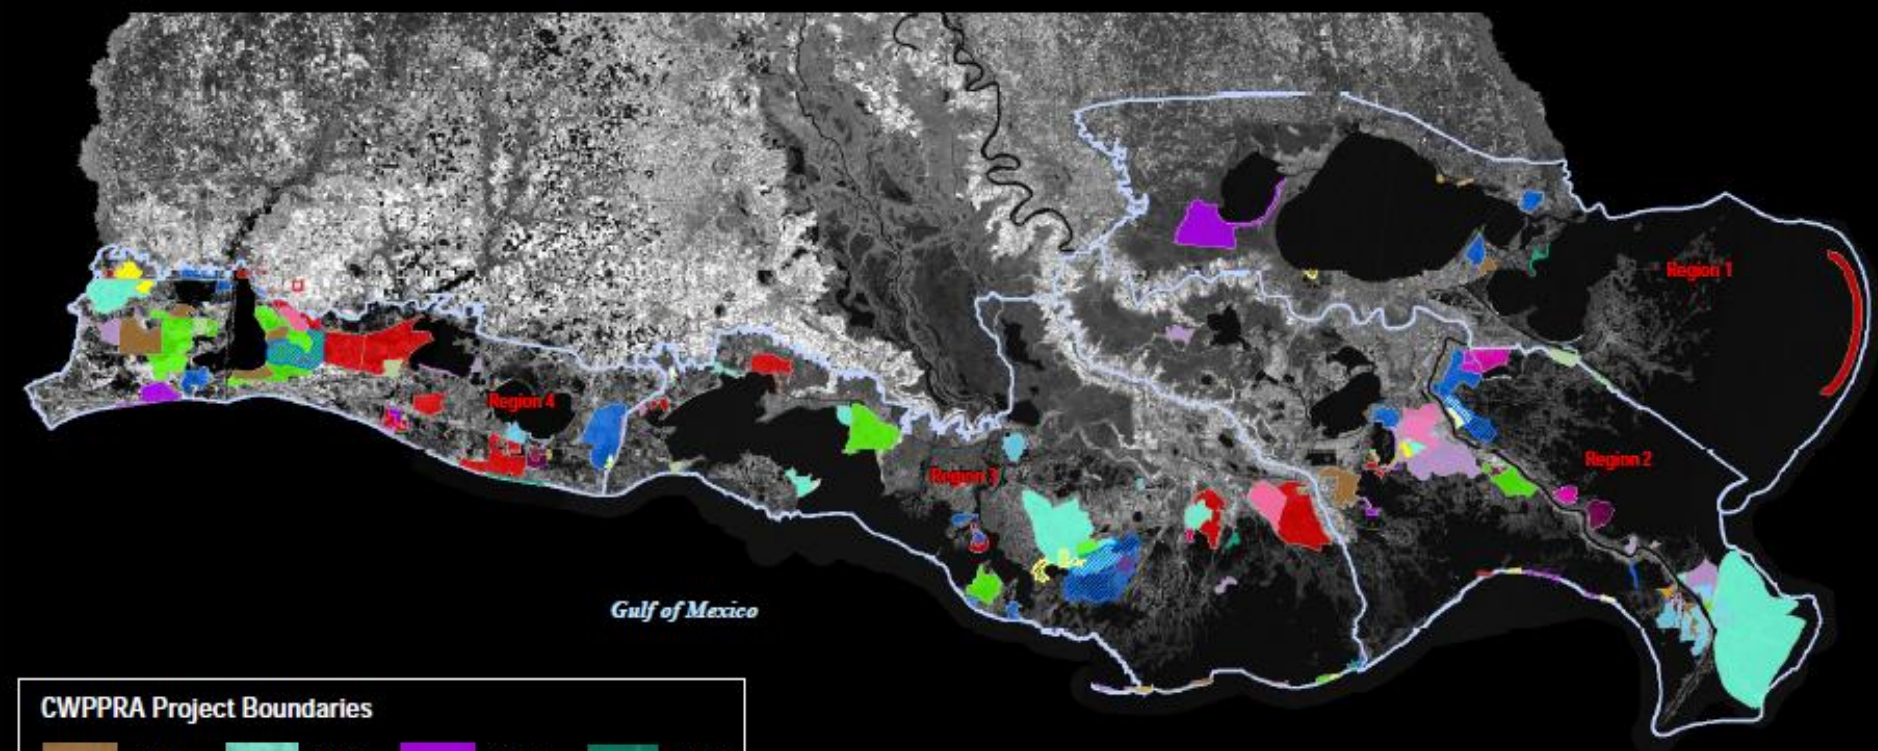 Region 1
Region 4
Region 2
Region 3
Gulf of Mexico
CWPPRA Project Boundaries